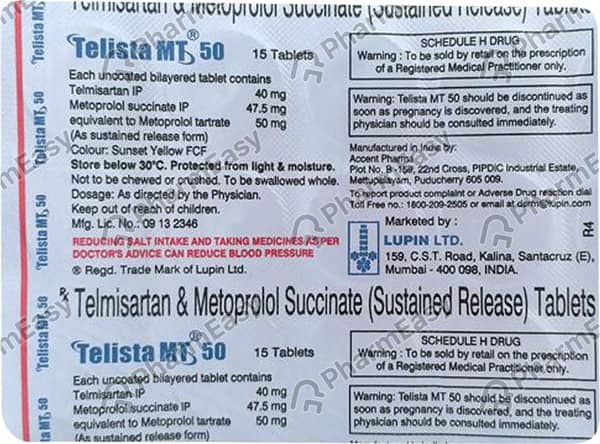 Telmisartan & Metoprolol Succinate (Sustained Release) Tablets
Telista MT® 50 15 Tablets
Each uncoated bilayered tablet contains
Telmisartan IP 40 mg
Metoprolol succinate IP 47.5 mg
equivalent to Metoprolol tartrate 50 mg
(As sustained release form)
Colour: Sunset Yellow FCF
Store below 30°C. Protected from light & moisture.
Not to be chewed or crushed. To be swallowed whole.
Dosage: As directed by the Physician.
Keep out of reach of children.
Mfg. Lic. No.: 09 13 2346
REDUCING SALT INTAKE AND TAKING MEDICINES AS PER
DOCTOR'S ADVICE CAN REDUCE BLOOD PRESSURE
® Regd. Trade Mark of Lupin Ltd.
SCHEDULE H DRUG
Warning : To be sold by retail on the prescription
of a Registered Medical Practitioner only.
Warning: Telista MT 50 should be discontinued as
soon as pregnancy is discovered, and the treating
physician should be consulted immediately.
Manufactured in India by:
Accent Pharma
Plot No. B-15#, 22nd Cross, PIPDIC Industrial Estate,
Mettupalayam, Puducherry 605 009.
To report product complaint or Adverse Drug reaction dial
Toll Free no.: 1800-209-2505 or email at
Marketed by :
LUPIN LTD.
159, C.S.T. Road, Kalina, Santacruz (E),
Mumbai - 400 098, INDIA.
R4
Rx Telmisartan & Metoprolol Succinate (Sustained Release) Tablets
Telista MT® 50 15 Tablets
Each uncoated bilayered tablet contains
Telmisartan IP 40 mg
Metoprolol succinate IP 47.5 mg
equivalent to Metoprolol tartrate 50 mg
(As sustained release form)
SCHEDULE H DRUG
Warning : To be sold by retail on the prescription
of a Registered Medical Practitioner only.
Warning: Telista MT 50 should be discontinued as
soon as pregnancy is discovered, and the treating
physician should be consulted immediately.
Telista MT® 50
Telista MT® 50
Telista MT® 50
PharmEasy